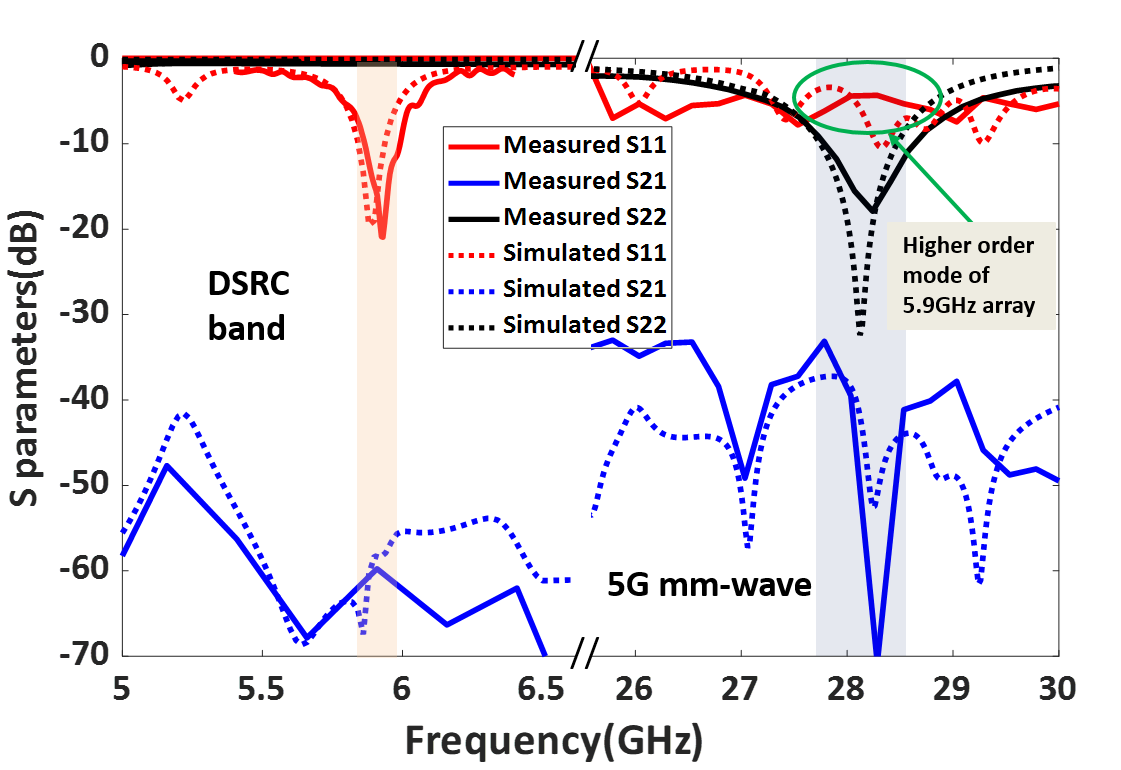 0
-10
-20
-30
-40
-50
-60
-70
S parameters(dB)
Measured S11
Measured S21
Measured S22
Simulated S11
Simulated S21
Simulated S22
DSRC
band
Higher order
mode of
5.9GHz array
5G mm-wave
5 5.5 6 6.5 26 27 28 29 30
Frequency(GHz)